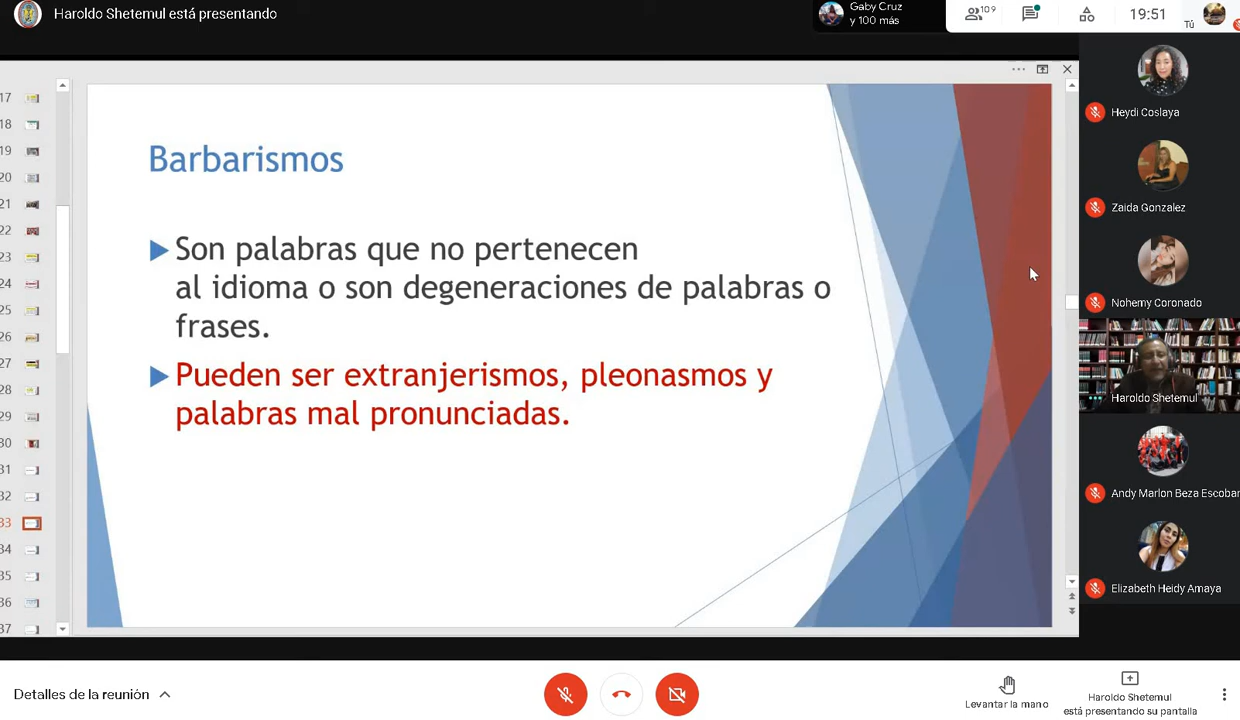 Haroldo Shetemul está presentando
Gaby Cruz
y 100 más
109
19:51
Tú
17
18
19
20
21
22
23
24
25
26
27
28
29
30
31
32
33
34
35
36
37
Barbarismos
Son palabras que no pertenecen
al idioma o son degeneraciones de palabras o
frases.
Pueden ser extranjerismos, pleonasmos y
palabras mal pronunciadas.
Heydi Coslaya
Zaida Gonzalez
Nohemy Coronado
Haroldo Shetemul
Andy Marlon Beza Escobar
Elizabeth Heidy Amaya
Detalles de la reunión
Levantar la mano
Haroldo Shetemul
está presentando su pantalla